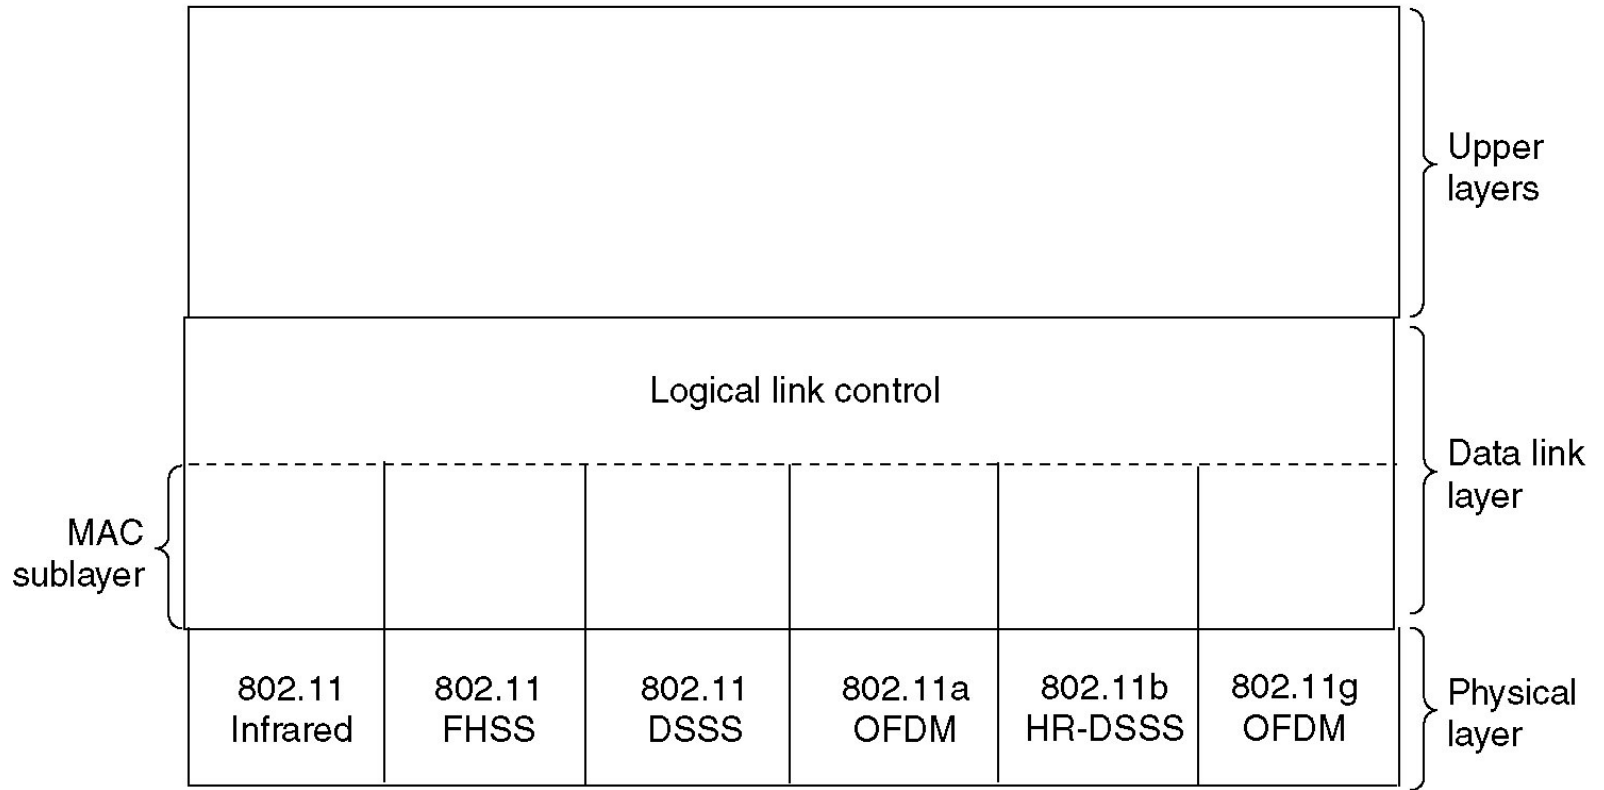 Upper
layers
Logical link control
Data link
layer
MAC
sublayer
802.11
Infrared
802.11
FHSS
802.11
DSSS
802.11a
OFDM
802.11b
HR-DSSS
802.11g
OFDM
Physical
layer